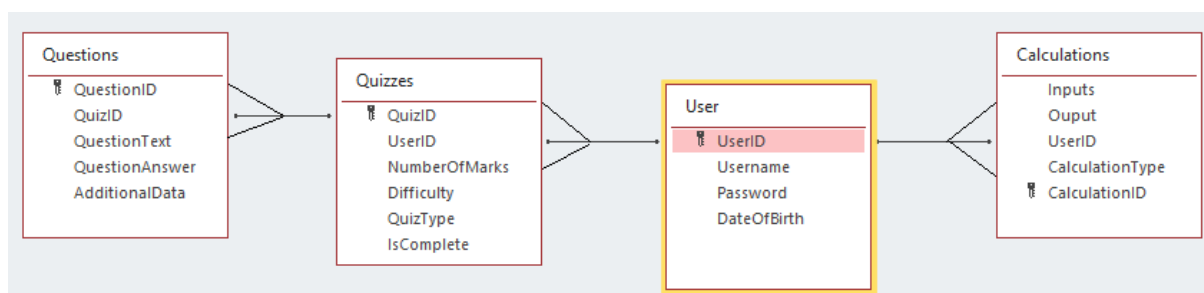 Questions
QuestionID
QuizID
QuestionText
QuestionAnswer
AdditionalData
Quizzes
QuizID
UserID
NumberOfMarks
Difficulty
QuizType
IsComplete
User
UserID
Username
Password
DateOfBirth
Calculations
Inputs
Ouput
UserID
CalculationType
CalculationID